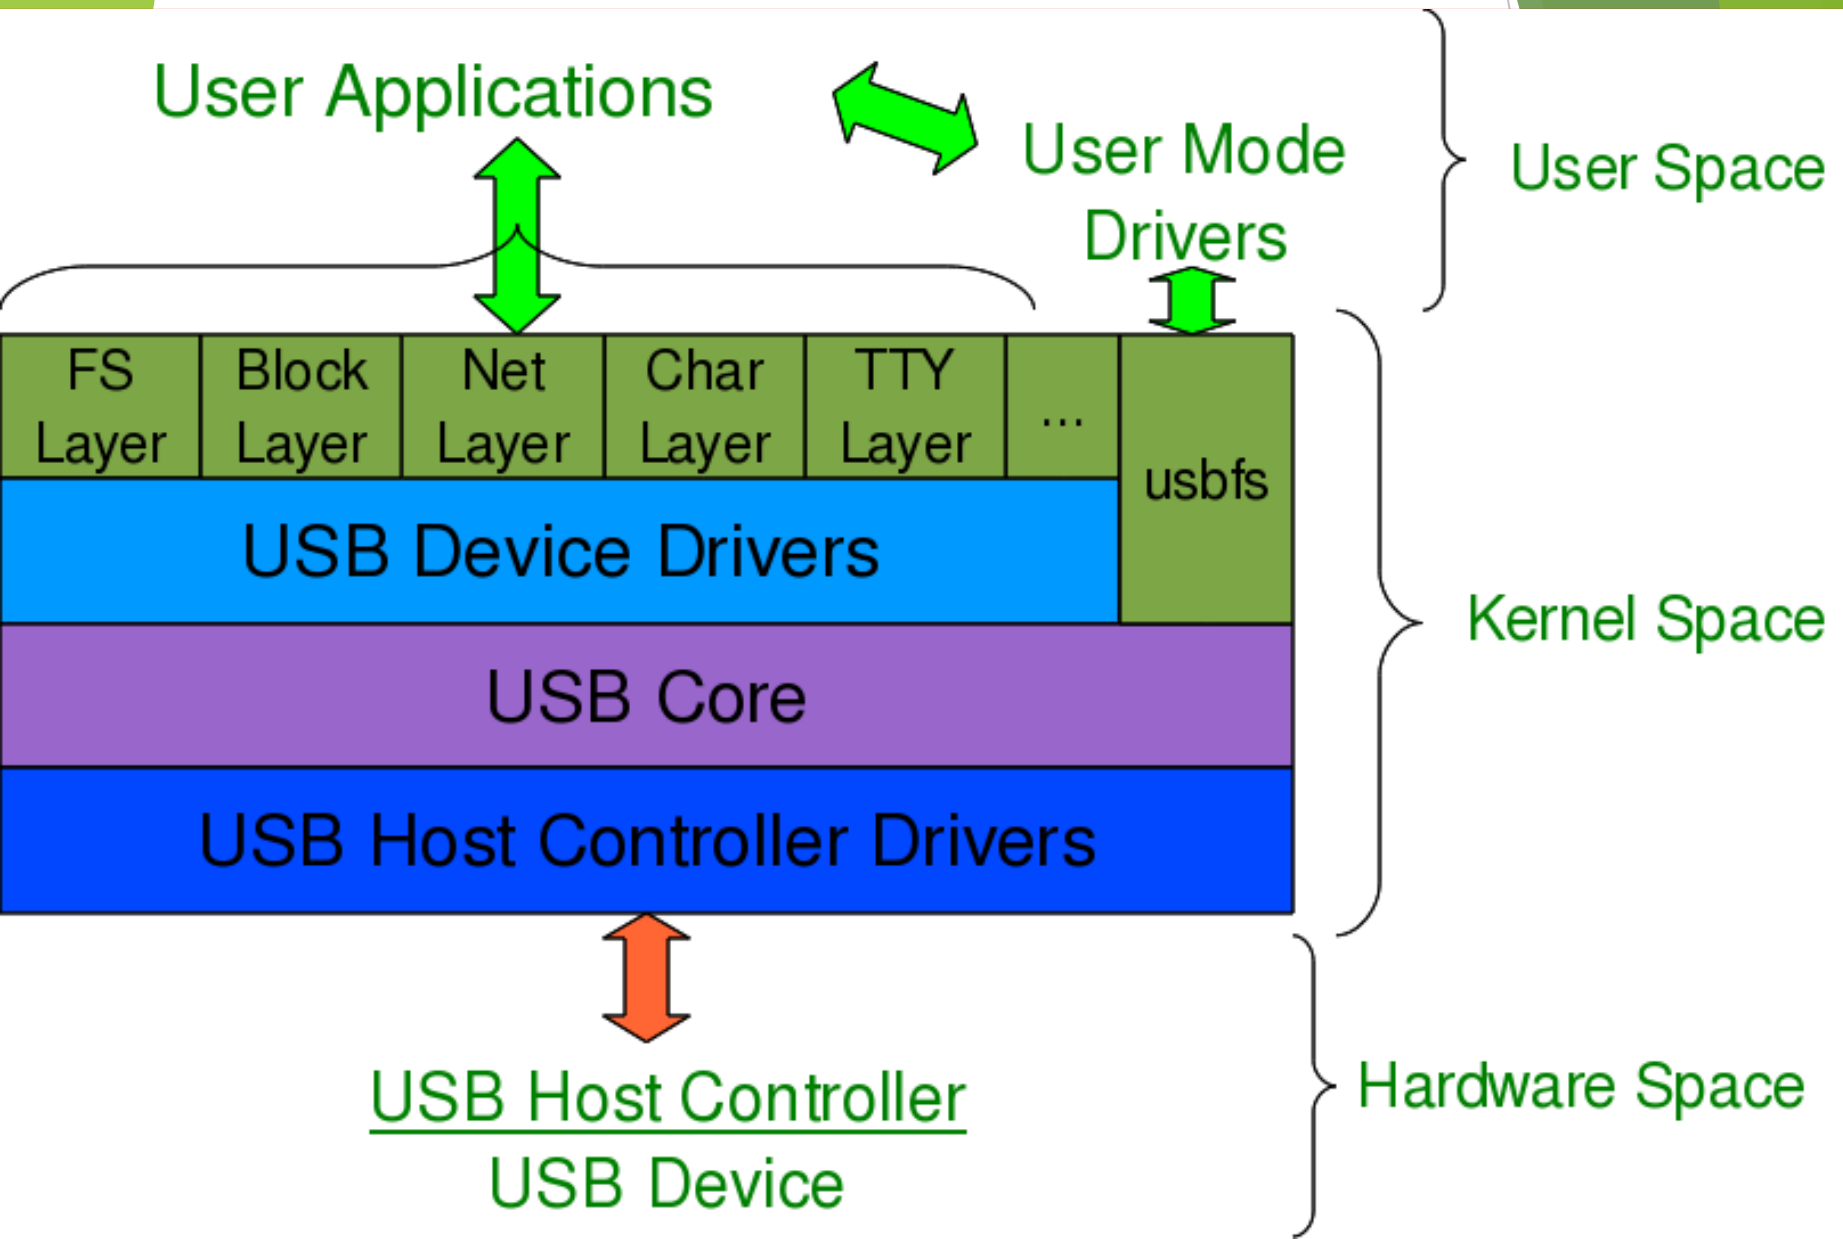 User Applications
User Mode
Drivers
User Space
FS
Layer
Block
Layer
Net
Layer
Char
Layer
TTY
Layer
...
usbfs
USB Device Drivers
Kernel Space
USB Core
USB Host Controller Drivers
USB Host Controller
USB Device
Hardware Space